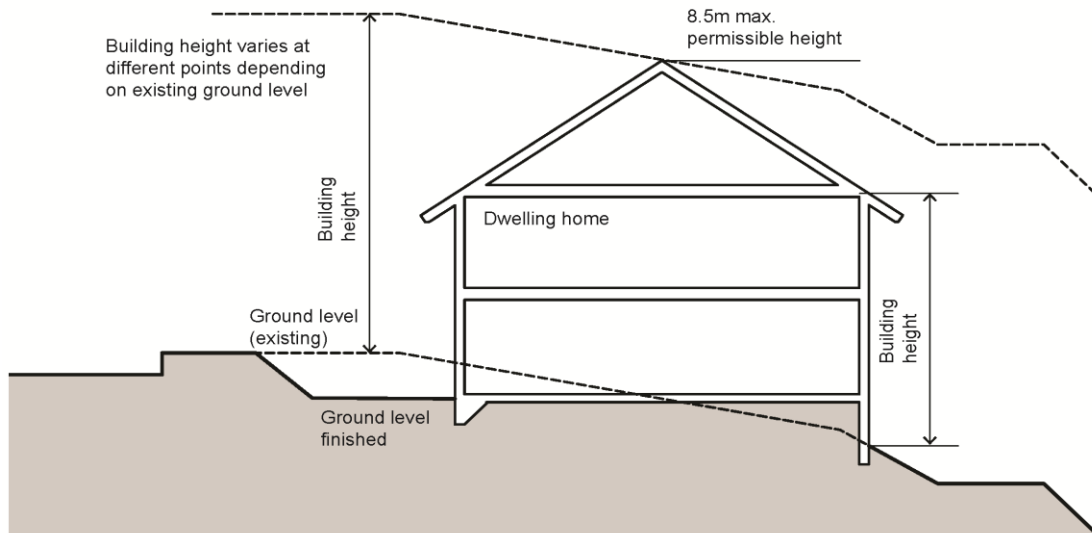 8.5m max.
permissible height
Building height varies at
different points depending
on existing ground level
Building
height
Dwelling home
Ground level
(existing)
Building
height
Ground level
finished